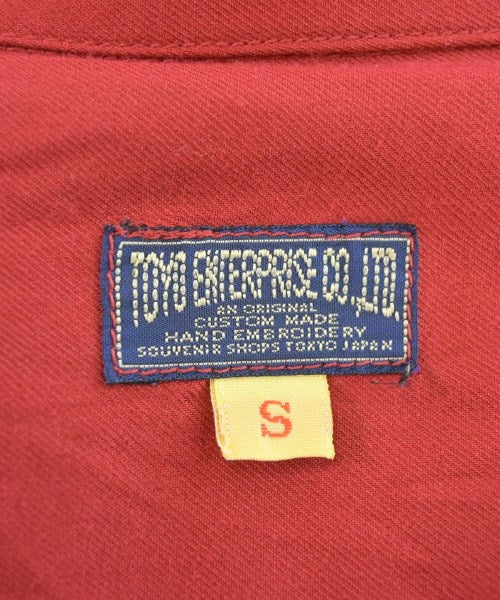 TOYO ENTERPRISE CO., LTD.
AN ORIGINAL
CUSTOM MADE
HAND EMBROIDERY
SOUVENIR SHOPS TOKYO JAPAN
S